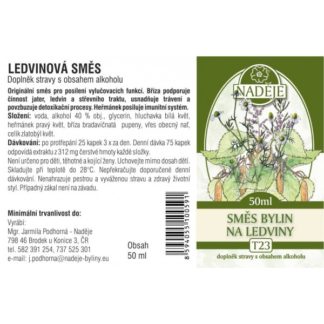 LEDVINOVÁ SMĚS
Doplněk stravy s obsahem alkoholu
Originální směs pro posílení vylučovacích funkcí. Bříza podporuje
činnost jater, ledvin a střevního traktu, usnadňuje trávení a
povzbuzuje detoxikační procesy. Heřmánek posiluje imunitní systém.
Složení: voda, alkohol 40 % obj., glycerin, hluchavka bílá květ,
heřmánek pravý květ, bříza bradavičnatá pupeny, vřes obecný nať,
celík zlatobýl květ.
Dávkování: po protřepání 25 kapek 3 x za den. Denní dávka 75 kapek
odpovídá extraktu z 312 mg čerstvé hmoty každé složky.
Není určeno pro děti, těhotné a kojící ženy. Uchovejte mimo dosah dětí.
Skladujte při teplotě do 28°C. Nepřekračujte doporučené denní
dávkování. Nenahrazuje pestrou a vyváženou stravu a zdravý životní
styl. Případný zákal není na závadu.
Minimální trvanlivost do:
Vyrábí:
Mgr. Jarmila Podhorná - Naděje
798 46 Brodek u Konice 3, ČR
tel. 582 391 254, 737 525 301
e-mail: j.podhorna@nadeje-byliny.eu
Obsah
50 ml
8 594055 100591
NADĚJE
50ml
SMĚS BYLIN
NA LEDVINY
T23
doplněk stravy s obsahem alkoholu